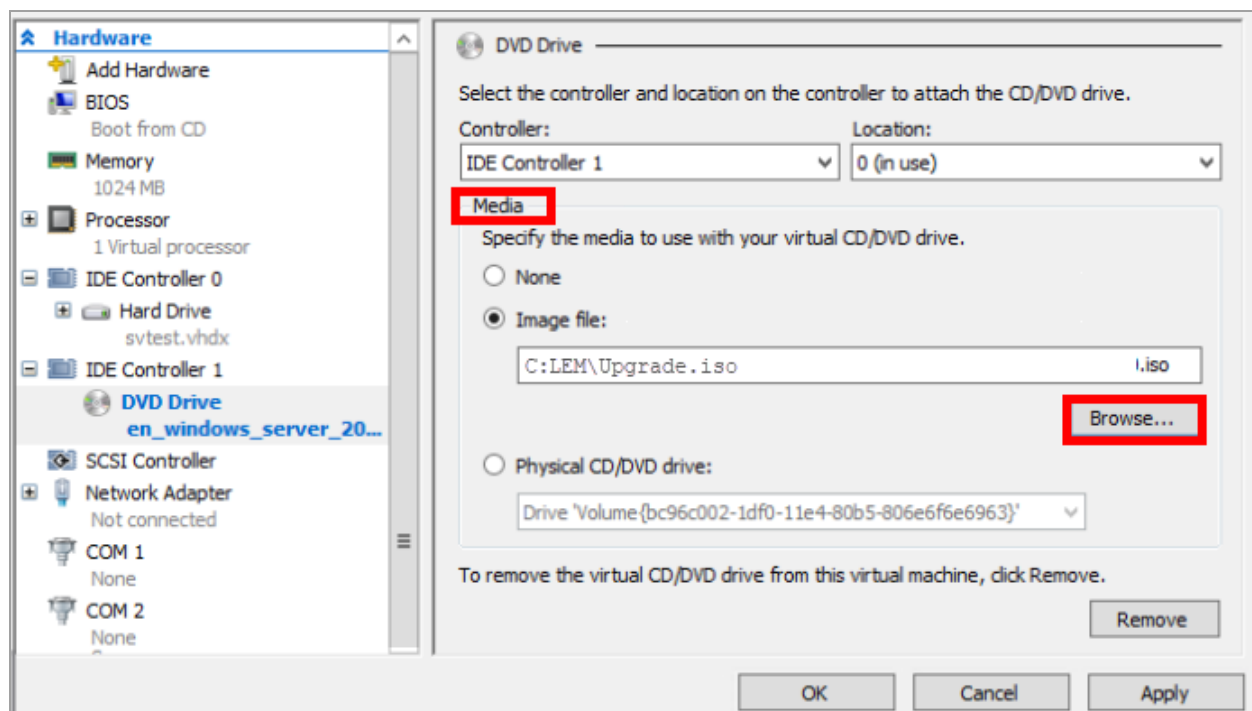 Hardware
Add Hardware
BIOS
Boot from CD
Memory
1024 MB
Processor
1 Virtual processor
IDE Controller 0
Hard Drive
svtest.vhdx
IDE Controller 1
DVD Drive
en_windows_server_20...
SCSI Controller
Network Adapter
Not connected
COM 1
None
COM 2
None
DVD Drive
Select the controller and location on the controller to attach the CD/DVD drive.
Controller: Location:
IDE Controller 1 0 (in use)
Media
Specify the media to use with your virtual CD/DVD drive.
None
Image file:
C:LEM\Upgrade.iso .iso
Browse...
Physical CD/DVD drive:
Drive 'Volume{bc96c002-1df0-11e4-80b5-806e6f6e6963}'
To remove the virtual CD/DVD drive from this virtual machine, click Remove.
Remove
OK Cancel Apply